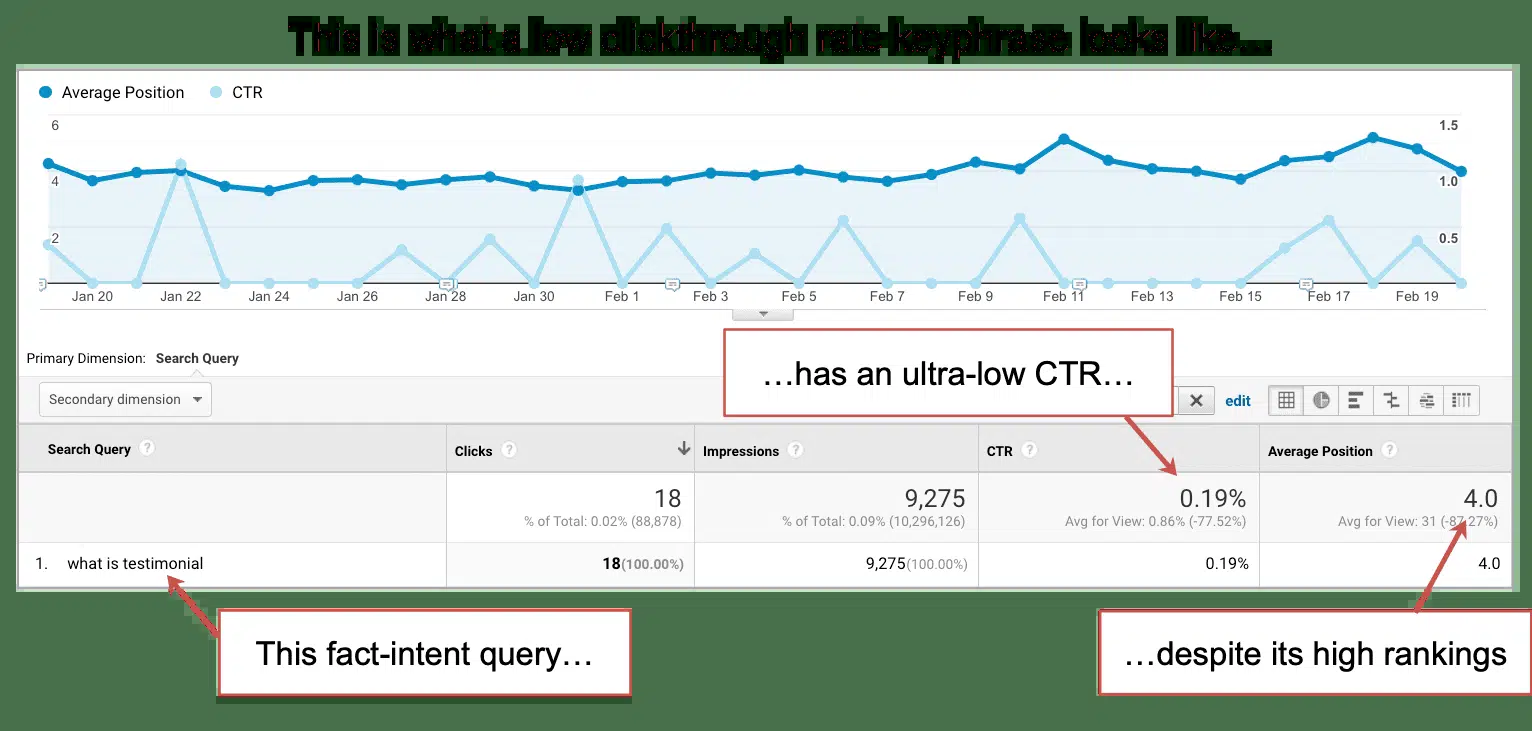 This is what a low clickthrough rate keyphrase looks like…
Average Position CTR
6 1.5
4 1.0
2 0.5
Jan 20 Jan 22 Jan 24 Jan 26 Jan 28 Jan 30 Feb 1 Feb 3 Feb 5 Feb 7 Feb 9 Feb 11 Feb 13 Feb 15 Feb 17 Feb 19
Primary Dimension: Search Query
…has an ultra-low CTR…
Secondary dimension edit
Search Query ? Clicks ? Impressions ? CTR ? Average Position ?
18 9,275 0.19% 4.0
% of Total: 0.02% (88,878) % of Total: 0.09% (10,296,126) Avg for View: 0.86% (-77.52%) Avg for View: 31 (-87.27%)
1. what is testimonial 18(100.00%) 9,275(100.00%) 0.19% 4.0
This fact-intent query… …despite its high rankings